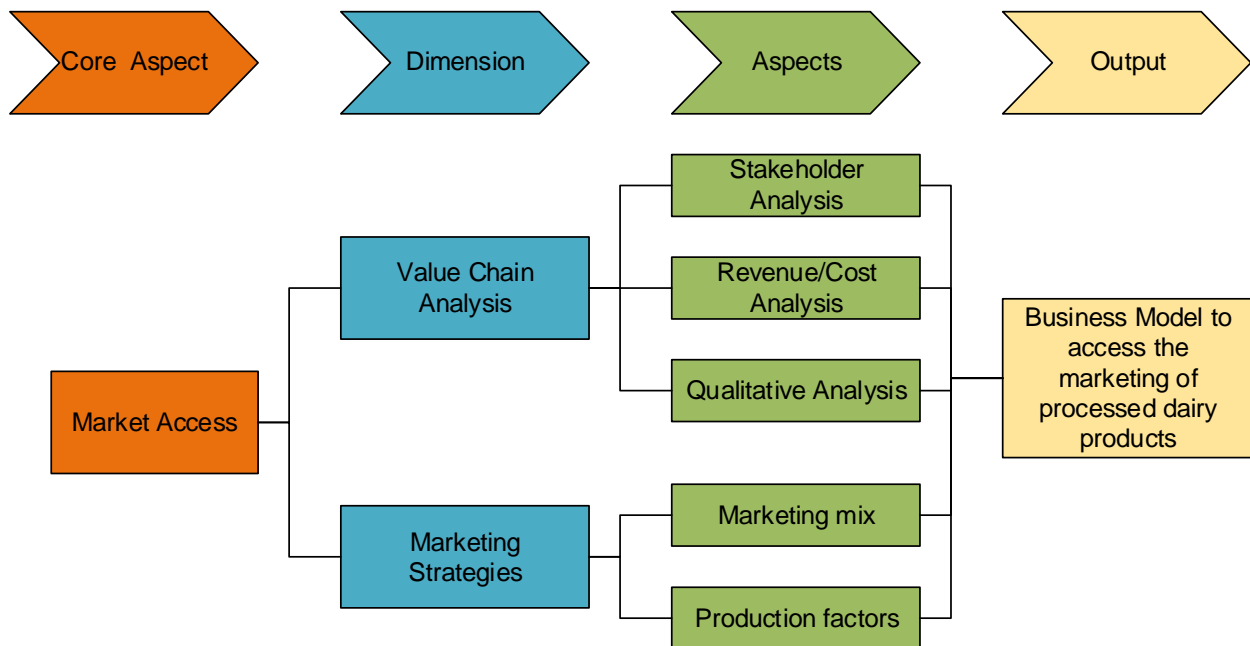 Core  Aspect
Dimension
Aspects
Output
Stakeholder
Analysis
Value Chain
Analysis
Revenue/Cost
Analysis
Business Model to
access the
marketing of
processed dairy
products
Market Access
Qualitative Analysis
Marketing
Strategies
Marketing mix
Production factors